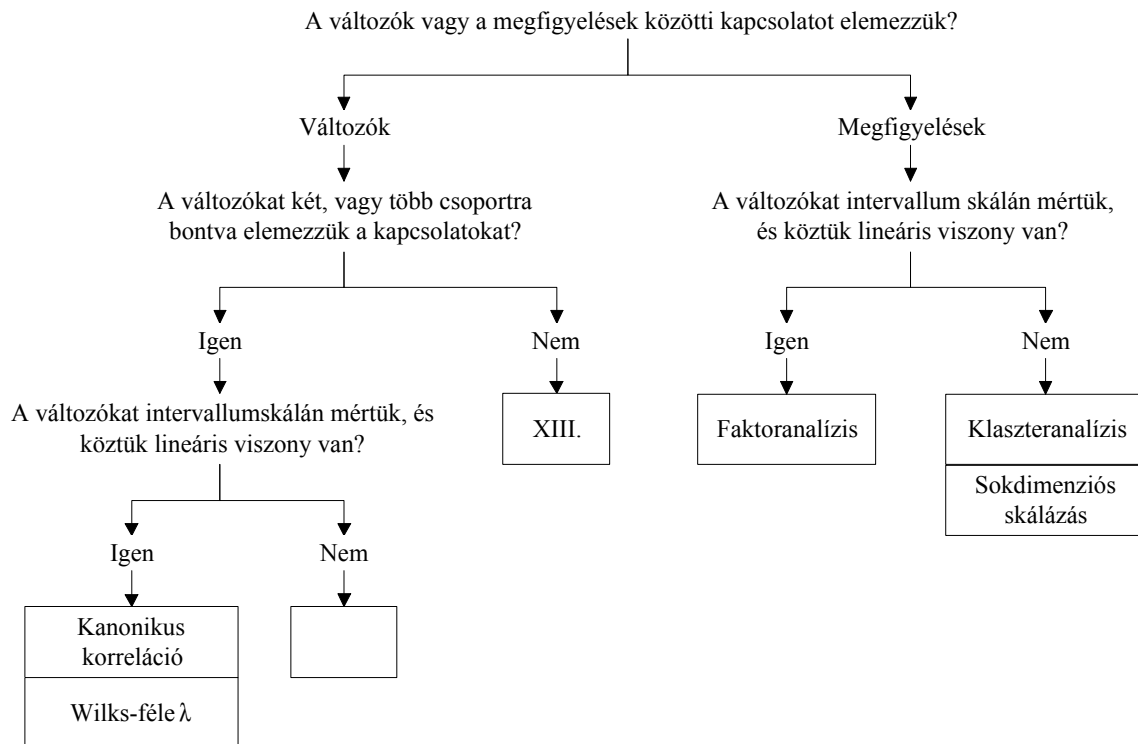 A változók vagy a megfigyelések közötti kapcsolatot elemezzük?
Változók
Megfigyelések
A változókat két, vagy több csoportra
bontva elemezzük a kapcsolatokat?
A változókat intervallum skálán mértük,
és köztük lineáris viszony van?
Igen
Nem
Igen
Nem
A változókat intervallumskálán mértük, és
köztük lineáris viszony van?
XIII.
Faktoranalízis
Klaszteranalízis
Sokdimenziós
skálázás
Igen
Nem
Kanonikus
korreláció
Wilks-féle λ